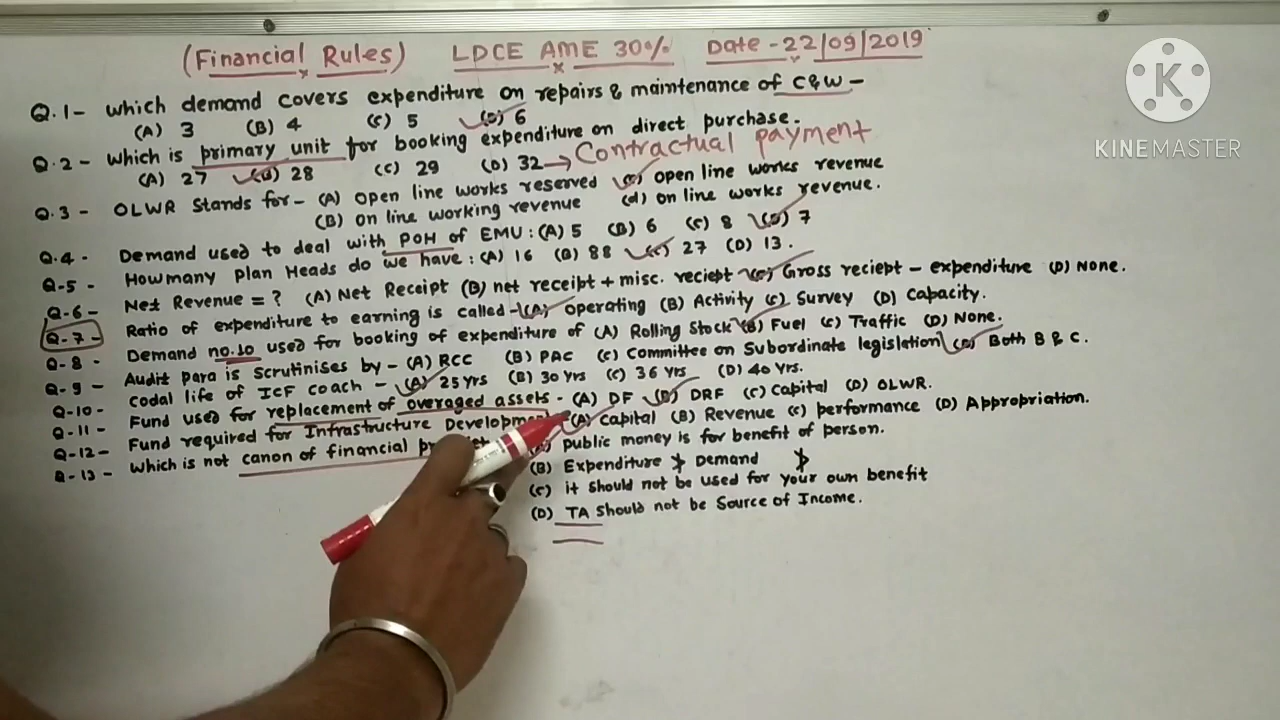 (Financial Rules) LDCE AME 30% Date - 22/09/2019
Q.1- which demand covers expenditure on repairs & maintenance of C&W -
(A) 3 (B) 4 (C) 5 (D) 6
Q.2 - which is primary unit for booking expenditure on direct purchase.
(A) 27 (B) 28 (C) 29 (D) 32 → Contractual payment
Q.3 - OLWR Stands for - (A) open line works reserved (C) open line works revenue
(B) on line working revenue (d) on line works revenue.
Q.4 - Demand used to deal with POH of EMU : (A) 5 (B) 6 (C) 8 (D) 7
Q-5 - How many plan Heads do we have : (A) 16 (B) 88 (C) 27 (D) 13.
Q-6 - Net Revenue = ? (A) Net Receipt (B) net receipt + misc. reciept (C) Gross reciept - expenditure (D) None.
Q-7 - Ratio of expenditure to earning is called - (A) operating (B) Activity (C) Survey (D) Capacity.
Q-8 - Demand no.10 used for booking of expenditure of (A) Rolling Stock (B) Fuel (C) Traffic (D) None.
Q-9 - Audit para is Scrutinises by - (A) RCC (B) PAC (C) Committee on Subordinate legislation (D) Both B & C.
Q-10 - Codal life of ICF coach - (A) 25 yrs (B) 30 yrs (C) 36 yrs (D) 40 yrs.
Q-11 - Fund used for replacement of overaged assets - (A) DF (B) DRF (C) Capital (D) OLWR.
Q-12 - Fund required for Infrastructure Development (A) Capital (B) Revenue (C) performance (D) Appropriation.
Q-13 - which is not canon of financial (A) Public money is for benefit of person.
(B) Expenditure ≯ Demand ≯
(C) it should not be used for your own benefit
(D) TA should not be Source of Income.
K
KINEMASTER